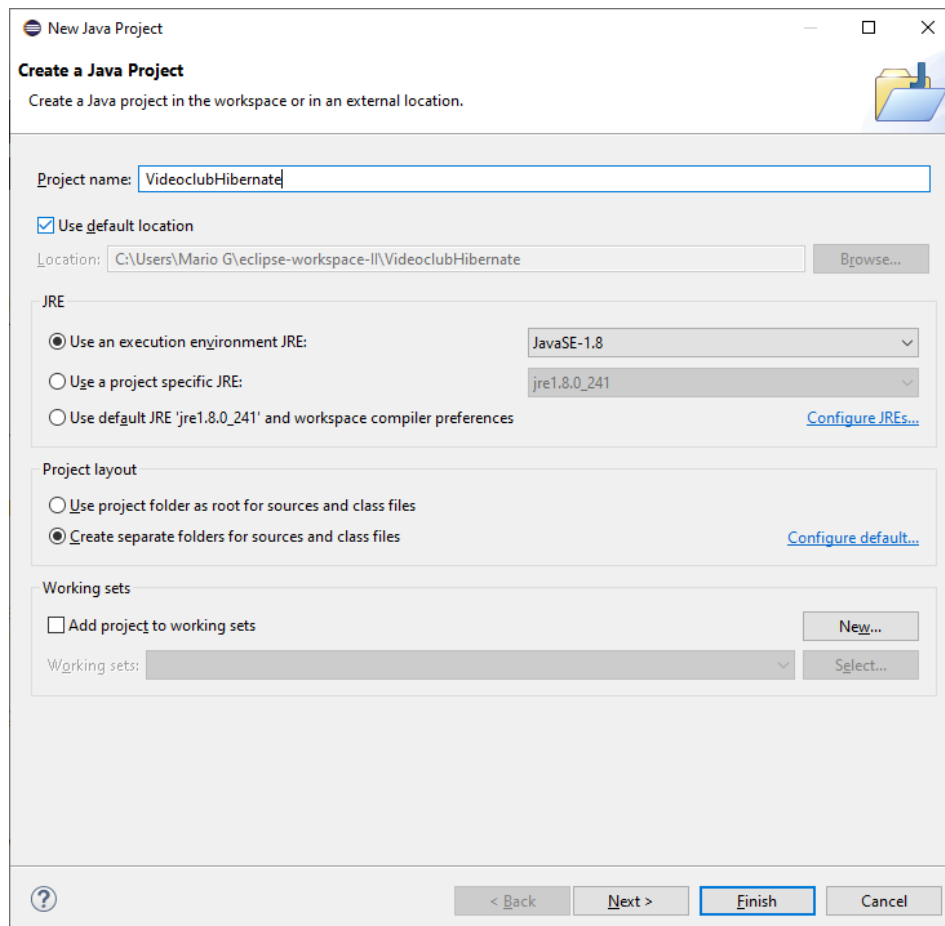 New Java Project
Create a Java Project
Create a Java project in the workspace or in an external location.
Project name: VideoclubHibernate
Use default location
Location: C:\Users\Mario G\eclipse-workspace-II\VideoclubHibernate Browse...
JRE
Use an execution environment JRE: JavaSE-1.8
Use a project specific JRE: jre1.8.0_241
Use default JRE 'jre1.8.0_241' and workspace compiler preferences Configure JREs...
Project layout
Use project folder as root for sources and class files
Create separate folders for sources and class files Configure default...
Working sets
Add project to working sets New...
Working sets: Select...
? < Back Next > Finish Cancel